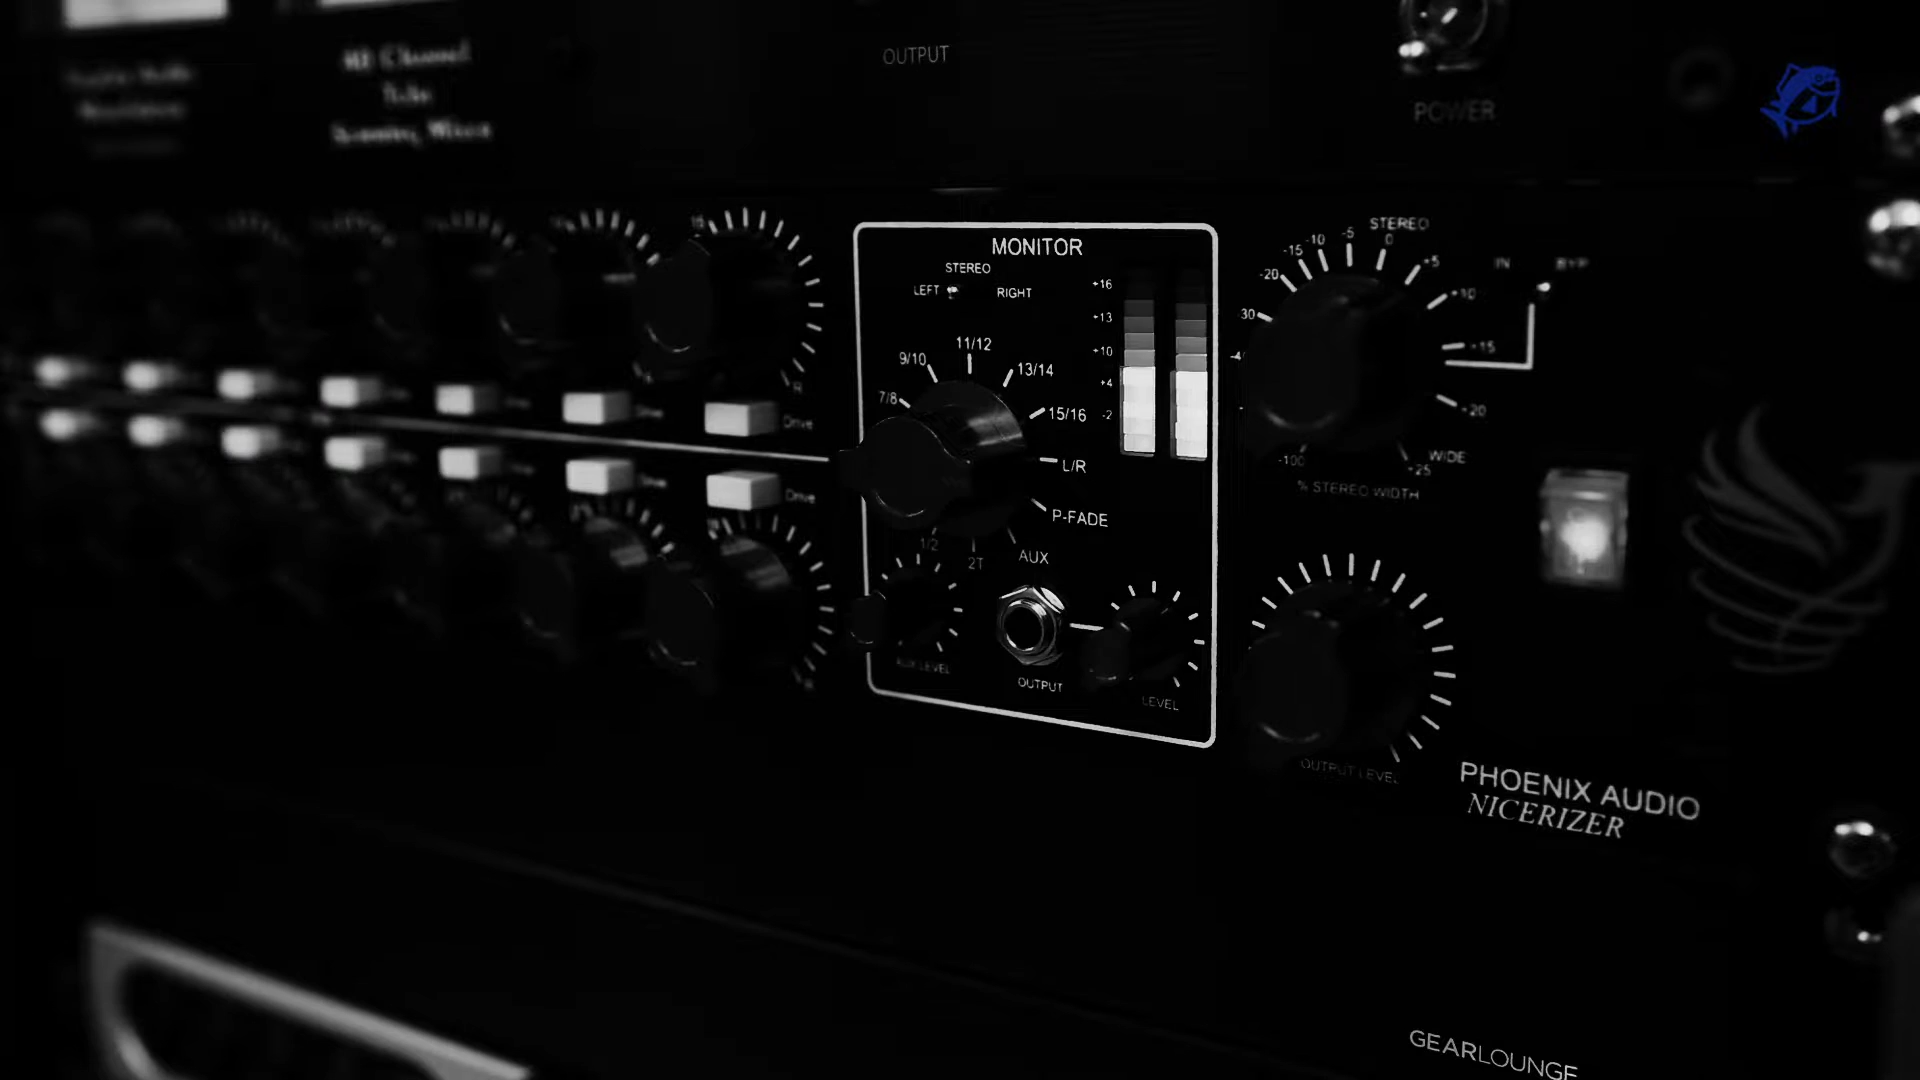 OUTPUT
POWER
MONITOR
STEREO
LEFT
RIGHT
+16
+13
+10
+4
-2
7/8
9/10
11/12
13/14
15/16
L/R
P-FADE
AUX
2T
1/2
AUX LEVEL
OUTPUT
LEVEL
STEREO
-100
30
-20
-15
-10
-5
0
+5
+10
+15
+20
+25
WIDE
% STEREO WIDTH
IN
BYP
OUTPUT LEVEL
Drive
Drive
R
PHOENIX AUDIO
NICERIZER
GEARLOUNGE